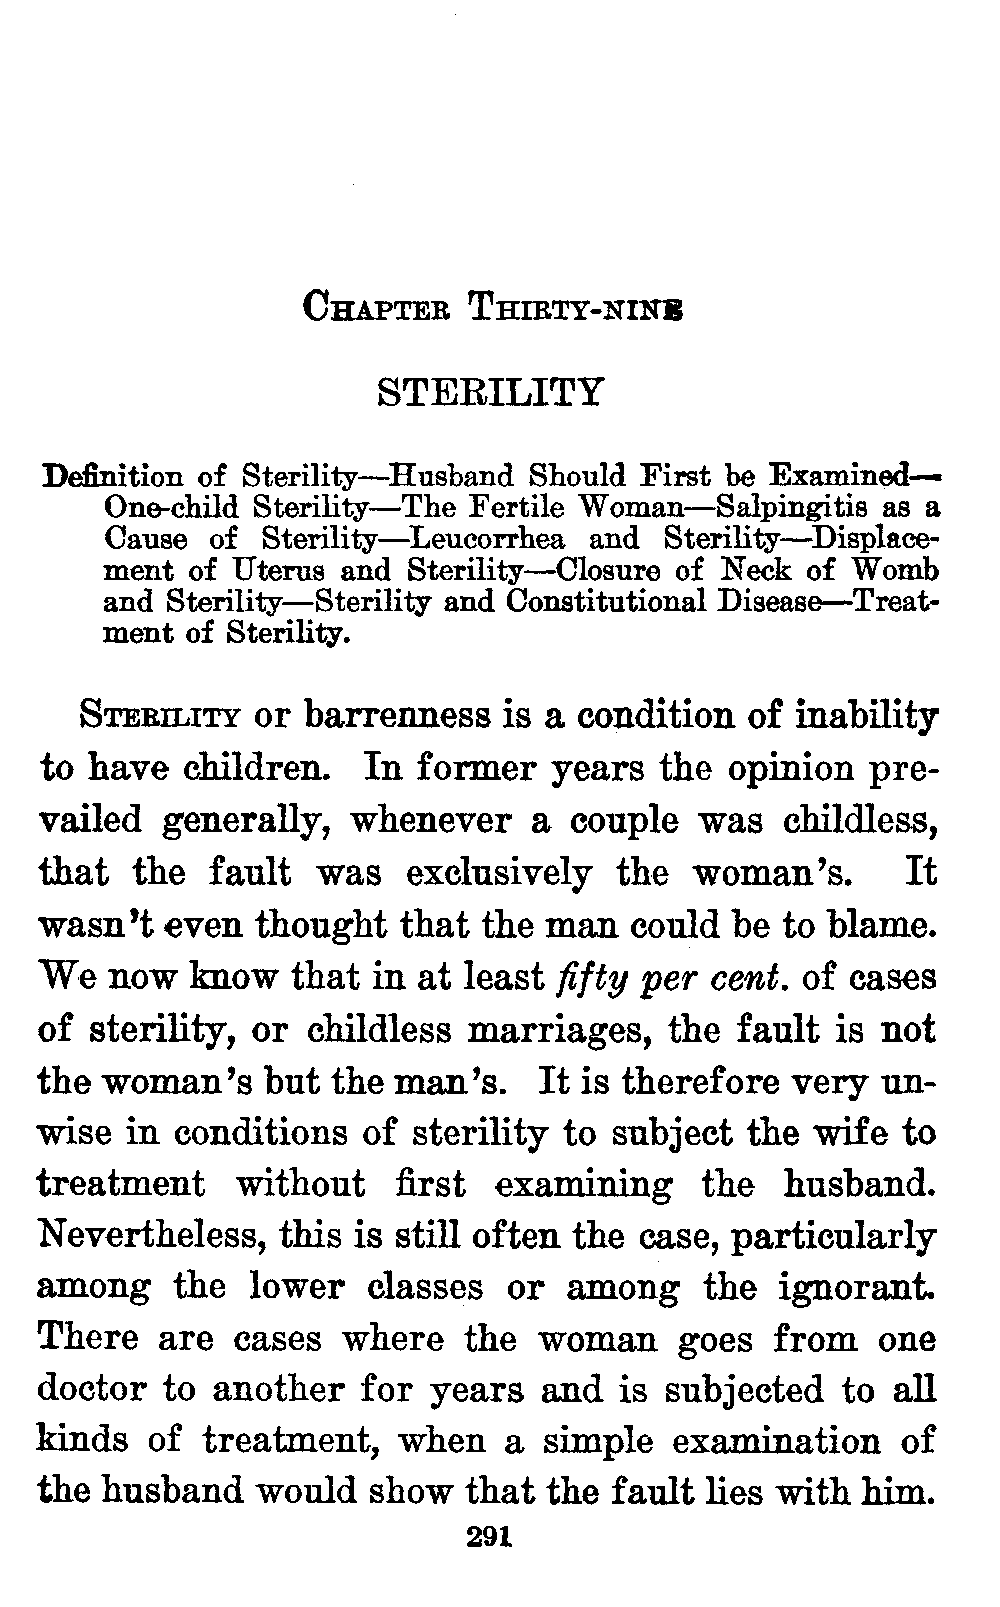 Chapter Thirty-nine
STERILITY
Definition of Sterility—Husband Should First be Examined—
One-child Sterility—The Fertile Woman—Salpingitis as a
Cause of Sterility—Leucorrhea and Sterility—Displace-
ment of Uterus and Sterility—Closure of Neck of Womb
and Sterility—Sterility and Constitutional Disease—Treat-
ment of Sterility.
Sterility or barrenness is a condition of inability
to have children. In former years the opinion pre-
vailed generally, whenever a couple was childless,
that the fault was exclusively the woman's. It
wasn't even thought that the man could be to blame.
We now know that in at least fifty per cent. of cases
of sterility, or childless marriages, the fault is not
the woman's but the man's. It is therefore very un-
wise in conditions of sterility to subject the wife to
treatment without first examining the husband.
Nevertheless, this is still often the case, particularly
among the lower classes or among the ignorant.
There are cases where the woman goes from one
doctor to another for years and is subjected to all
kinds of treatment, when a simple examination of
the husband would show that the fault lies with him.
291